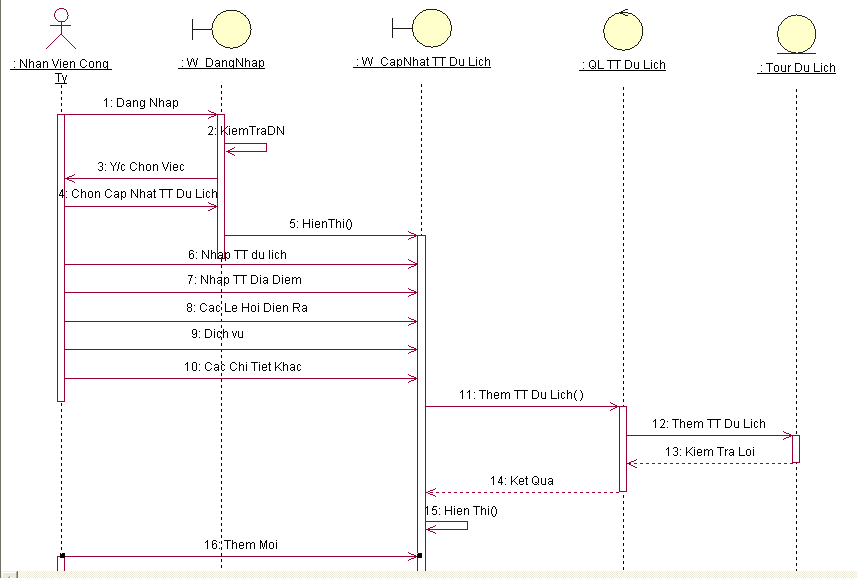 : Nhan Vien Cong
Ty
: W_DangNhap
: W_CapNhat TT Du Lich
: QL TT Du Lich
: Tour Du Lich
1: Dang Nhap
2: KiemTraDN
3: Y/c Chon Viec
4: Chon Cap Nhat TT Du Lich
5: HienThi()
6: Nhap TT du lich
7: Nhap TT Dia Diem
8: Cac Le Hoi Dien Ra
9: Dich vu
10: Cac Chi Tiet Khac
11: Them TT Du Lich( )
12: Them TT Du Lich
13: Kiem Tra Loi
14: Ket Qua
15: Hien Thi()
16: Them Moi